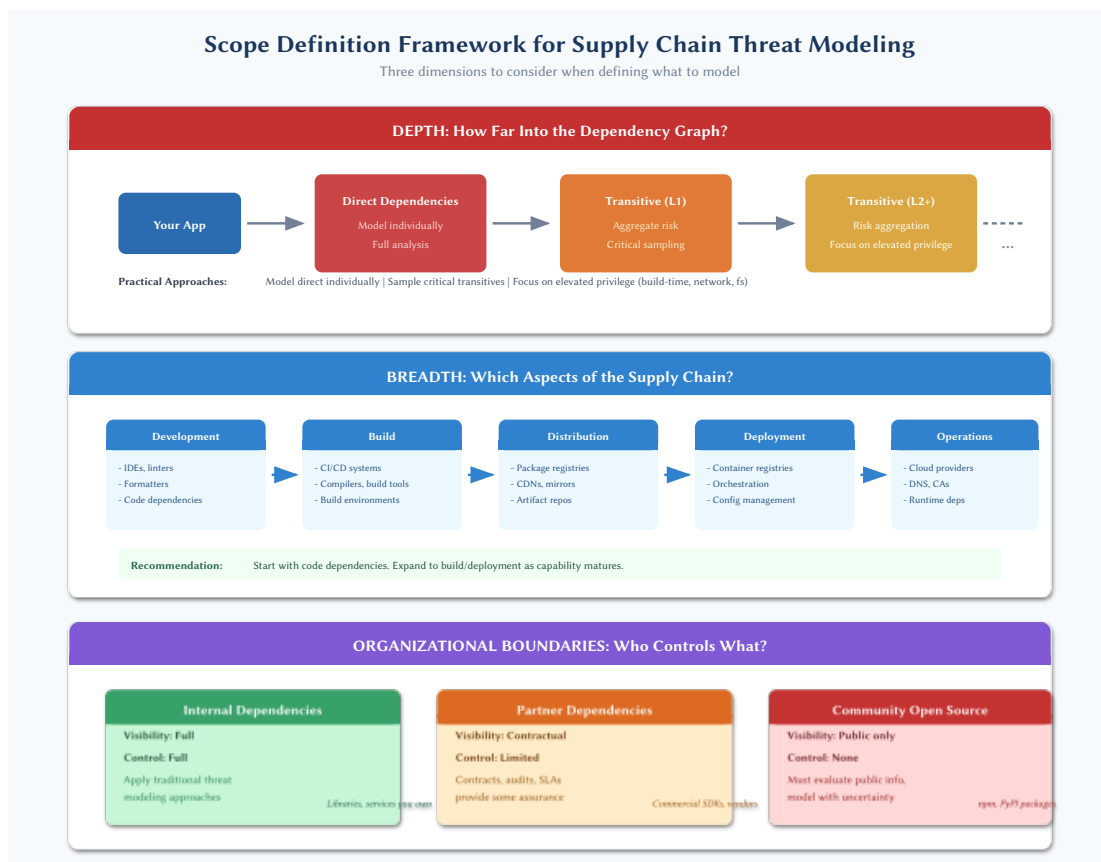 Scope Definition Framework for Supply Chain Threat Modeling
Three dimensions to consider when defining what to model
DEPTH: How Far Into the Dependency Graph?
Your App
Direct Dependencies
Model individually
Full analysis
Transitive (L1)
Aggregate risk
Critical sampling
Transitive (L2+)
Risk aggregation
Focus on elevated privilege
...
Practical Approaches: Model direct individually | Sample critical transitives | Focus on elevated privilege (build-time, network, fs)
BREADTH: Which Aspects of the Supply Chain?
Development
- IDEs, linters
- Formatters
- Code dependencies
Build
- CI/CD systems
- Compilers, build tools
- Build environments
Distribution
- Package registries
- CDNs, mirrors
- Artifact repos
Deployment
- Container registries
- Orchestration
- Config management
Operations
- Cloud providers
- DNS, CAs
- Runtime deps
Recommendation: Start with code dependencies. Expand to build/deployment as capability matures.
ORGANIZATIONAL BOUNDARIES: Who Controls What?
Internal Dependencies
Visibility: Full
Control: Full
Apply traditional threat
modeling approaches
Libraries, services you own
Partner Dependencies
Visibility: Contractual
Control: Limited
Contracts, audits, SLAs
provide some assurance
Commercial SDKs, vendors
Community Open Source
Visibility: Public only
Control: None
Must evaluate public info,
model with uncertainty
npm, PyPI packages